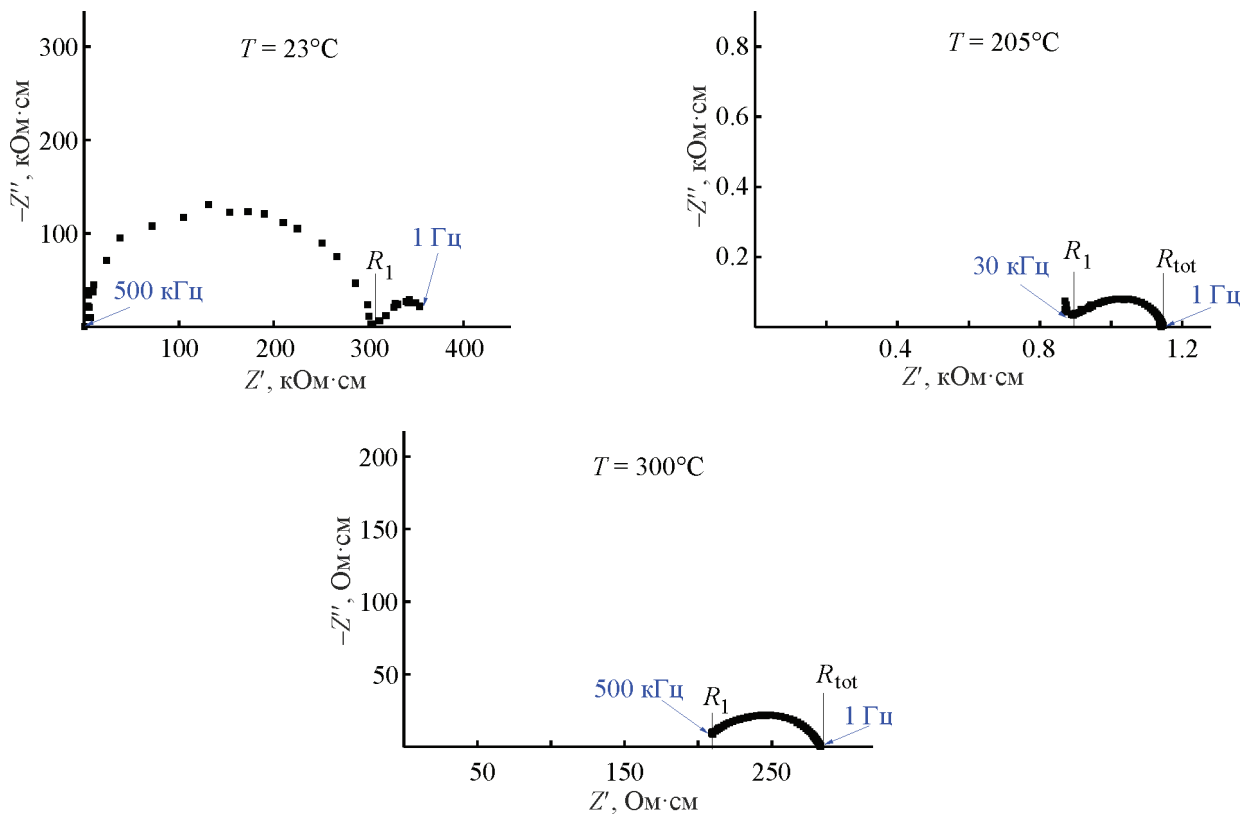 T = 23°C
300
200
100
–Z″, кОм·см
R1
1 Гц
500 кГц
100 200 300 400
Z′, кОм·см
T = 205°C
0.8
0.6
0.4
0.2
–Z″, кОм·см
30 кГц
R1
Rtot
1 Гц
0.4 0.8 1.2
Z′, кОм·см
T = 300°C
200
150
100
50
–Z″, Ом·см
500 кГц
R1
Rtot
1 Гц
50 150 250
Z′, Ом·см